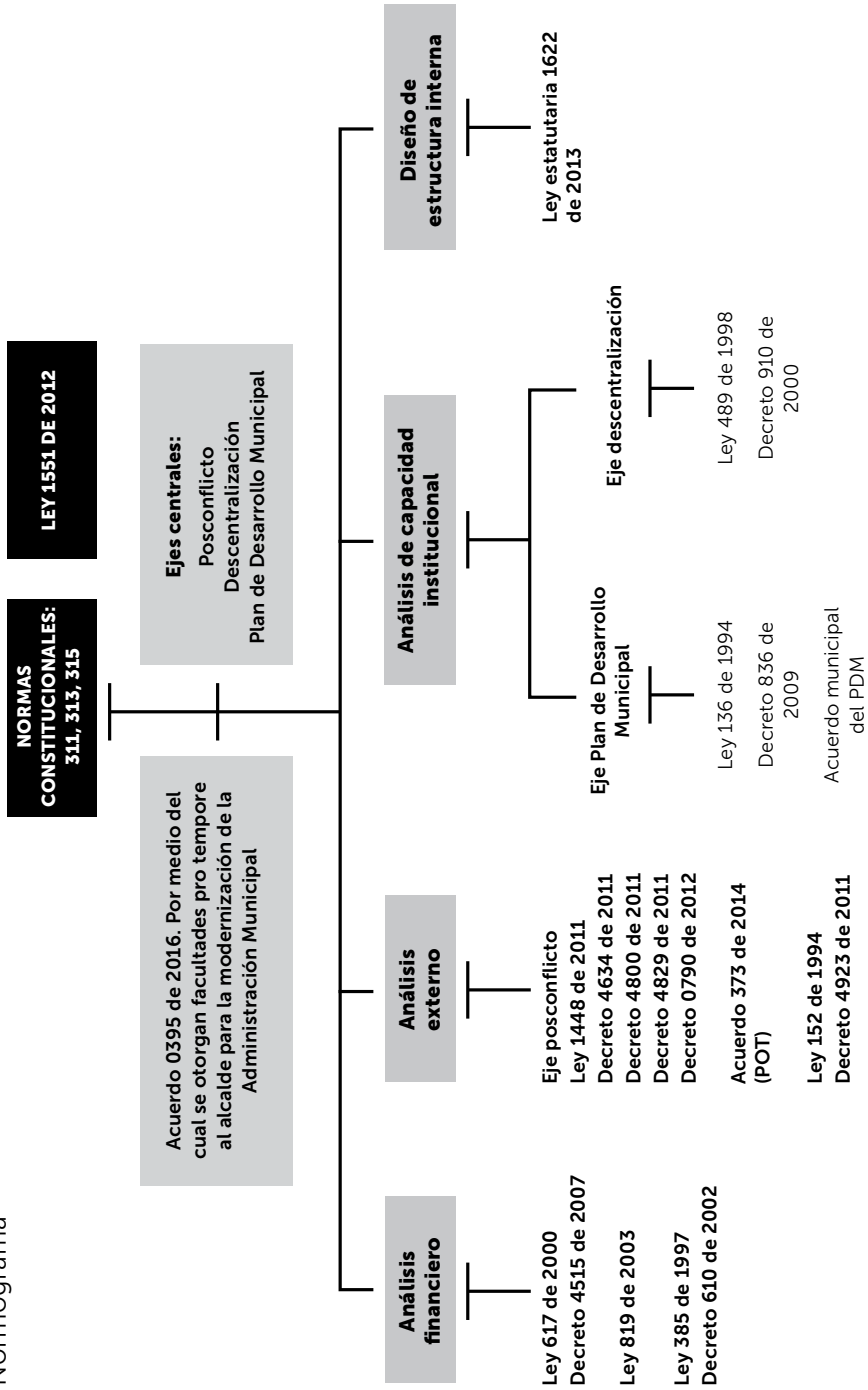 Normograma
NORMAS
CONSTITUCIONALES:
311, 313, 315
LEY 1551 DE 2012
Acuerdo 0395 de 2016. Por medio del
cual se otorgan facultades pro tempore
al alcalde para la modernización de la
Administración Municipal
Ejes centrales:
Posconflicto
Descentralización
Plan de Desarrollo Municipal
Análisis
financiero
Ley 617 de 2000
Decreto 4515 de 2007
Ley 819 de 2003
Ley 385 de 1997
Decreto 610 de 2002
Análisis
externo
Eje posconflicto
Ley 1448 de 2011
Decreto 4634 de 2011
Decreto 4800 de 2011
Decreto 4829 de 2011
Decreto 0790 de 2012
Acuerdo 373 de 2014
(POT)
Ley 152 de 1994
Decreto 4923 de 2011
Análisis de capacidad
institucional
Eje Plan de Desarrollo
Municipal
Ley 136 de 1994
Decreto 836 de
2009
Acuerdo municipal
del PDM
Eje descentralización
Ley 489 de 1998
Decreto 910 de
2000
Diseño de
estructura interna
Ley estatutaria 1622
de 2013